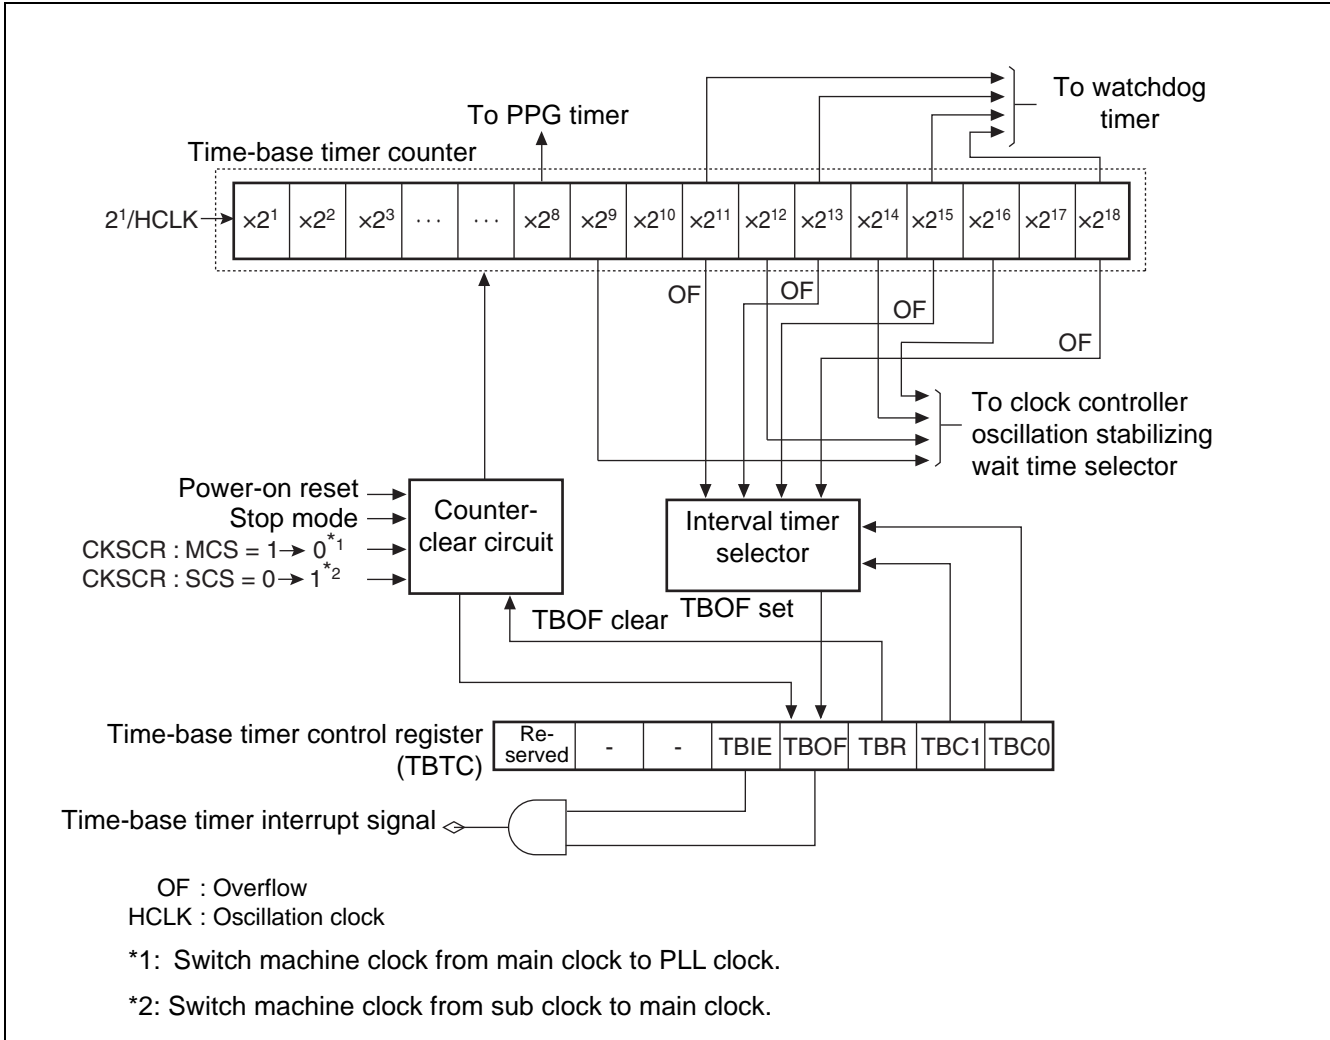 To watchdog
timer
To PPG timer
Time-base timer counter
2¹/HCLK
×2¹ ×2² ×2³ ··· ··· ×2⁸ ×2⁹ ×2¹⁰ ×2¹¹ ×2¹² ×2¹³ ×2¹⁴ ×2¹⁵ ×2¹⁶ ×2¹⁷ ×2¹⁸
OF
OF
OF
OF
To clock controller
oscillation stabilizing
wait time selector
Power-on reset
Stop mode
CKSCR : MCS = 1→ 0*1
CKSCR : SCS = 0→ 1*2
Counter-
clear circuit
Interval timer
selector
TBOF clear
TBOF set
Time-base timer control register
(TBTC)
Re-
served
- - TBIE TBOF TBR TBC1 TBC0
Time-base timer interrupt signal
OF : Overflow
HCLK : Oscillation clock
*1: Switch machine clock from main clock to PLL clock.
*2: Switch machine clock from sub clock to main clock.